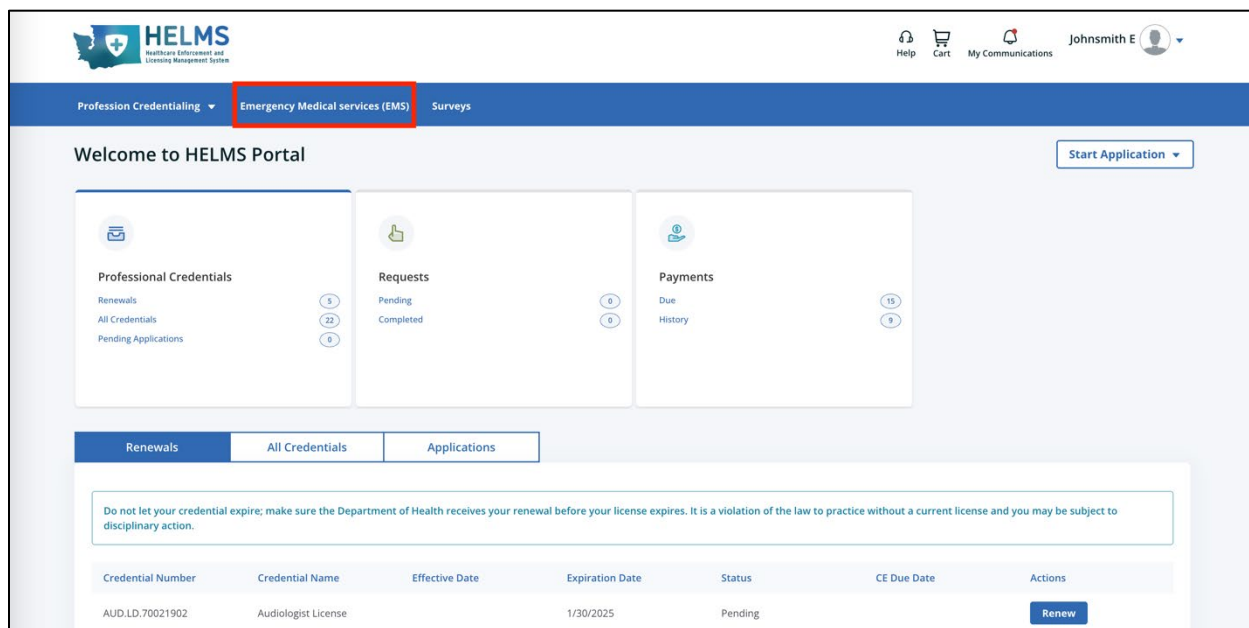 HELMS
Healthcare Enforcement and
Licensing Management System
Help
Cart
My Communications
Johnsmith E
Profession Credentialing
Emergency Medical services (EMS)
Surveys
Welcome to HELMS Portal
Start Application
Professional Credentials
Renewals 5
All Credentials 22
Pending Applications 0
Requests
Pending 0
Completed 0
Payments
Due 15
History 9
Renewals
All Credentials
Applications
Do not let your credential expire; make sure the Department of Health receives your renewal before your license expires. It is a violation of the law to practice without a current license and you may be subject to
disciplinary action.
Credential Number Credential Name Effective Date Expiration Date Status CE Due Date Actions
AUD.LD.70021902 Audiologist License 1/30/2025 Pending Renew